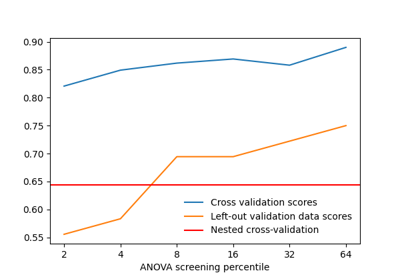 0.90
0.85
0.80
0.75
0.70
0.65
0.60
0.55
Cross validation scores
Left-out validation data scores
Nested cross-validation
2 4 8 16 32 64
ANOVA screening percentile